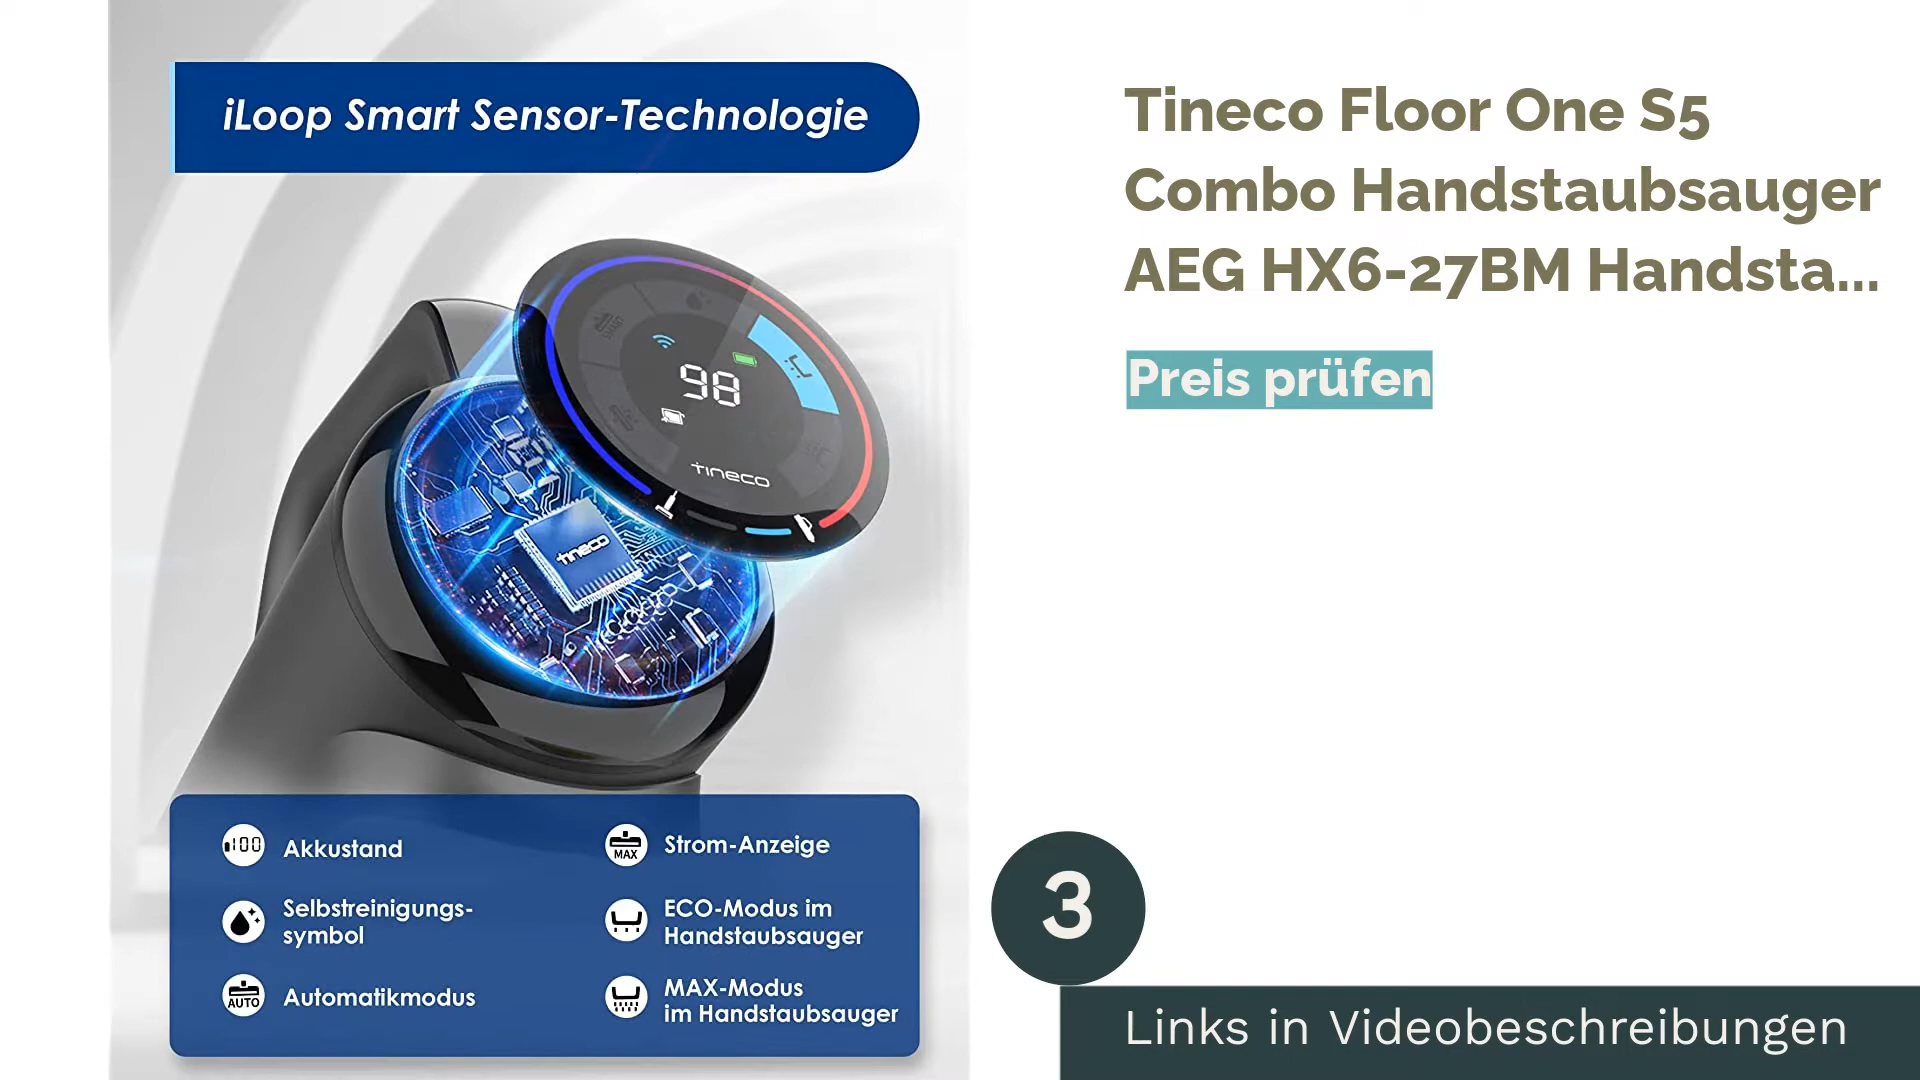 iLoop Smart Sensor-Technologie
98
tineco
tineco
100
Akkustand
Selbstreinigungs-
symbol
AUTO
Automatikmodus
MAX
Strom-Anzeige
ECO-Modus im
Handstaubsauger
MAX-Modus
im Handstaubsauger
Tineco Floor One S5
Combo Handstaubsauger
AEG HX6-27BM Handsta...
Preis prüfen
3
Links in Videobeschreibungen